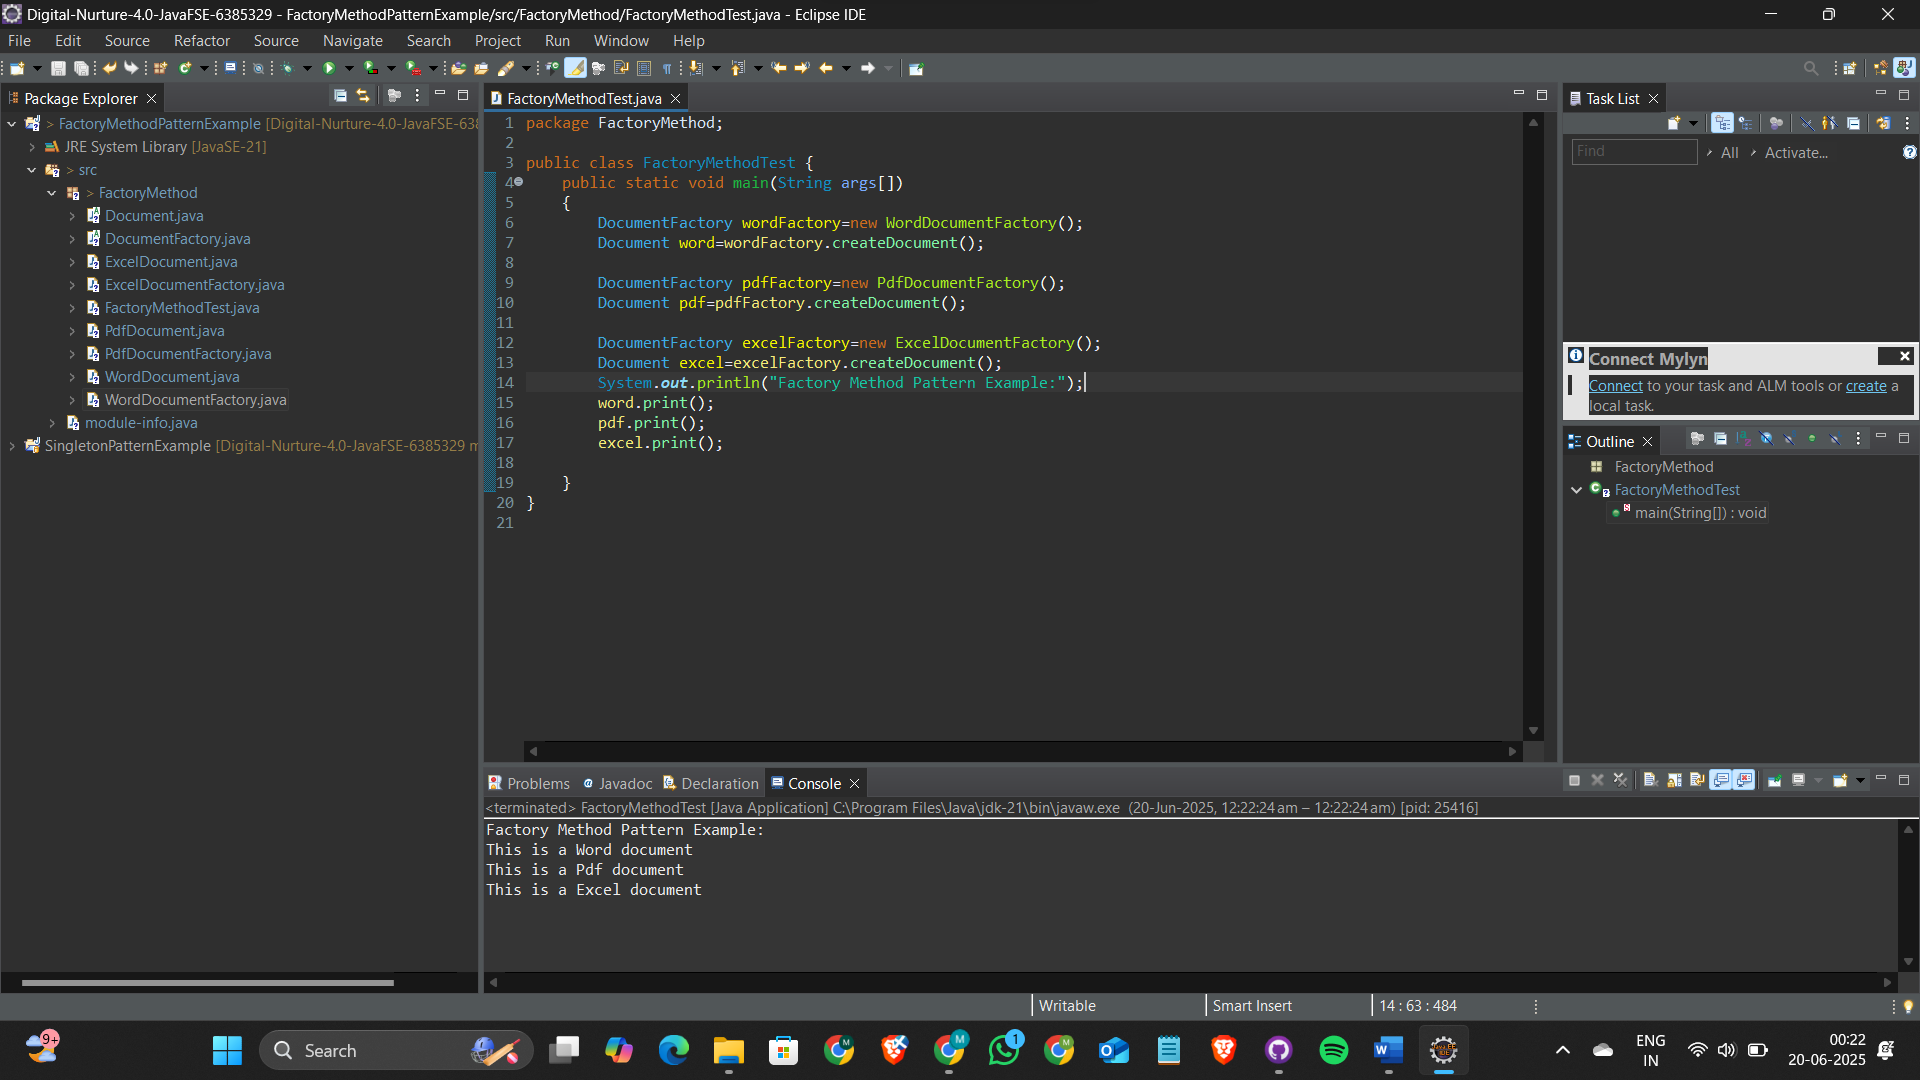 Digital-Nurture-4.0-JavaFSE-6385329 - FactoryMethodPatternExample/src/FactoryMethod/FactoryMethodTest.java - Eclipse IDE
File Edit Source Refactor Source Navigate Search Project Run Window Help
Package Explorer
> FactoryMethodPatternExample [Digital-Nurture-4.0-JavaFSE-638
JRE System Library [JavaSE-21]
> src
> FactoryMethod
Document.java
DocumentFactory.java
ExcelDocument.java
ExcelDocumentFactory.java
FactoryMethodTest.java
PdfDocument.java
PdfDocumentFactory.java
WordDocument.java
WordDocumentFactory.java
module-info.java
SingletonPatternExample [Digital-Nurture-4.0-JavaFSE-6385329 m
FactoryMethodTest.java
1 package FactoryMethod;
2
3 public class FactoryMethodTest {
4 public static void main(String args[])
5 {
6 DocumentFactory wordFactory=new WordDocumentFactory();
7 Document word=wordFactory.createDocument();
8
9 DocumentFactory pdfFactory=new PdfDocumentFactory();
10 Document pdf=pdfFactory.createDocument();
11
12 DocumentFactory excelFactory=new ExcelDocumentFactory();
13 Document excel=excelFactory.createDocument();
14 System.out.println("Factory Method Pattern Example:");
15 word.print();
16 pdf.print();
17 excel.print();
18
19 }
20 }
21
Task List
Find All Activate...
Connect Mylyn
Connect to your task and ALM tools or create a
local task.
Outline
FactoryMethod
FactoryMethodTest
main(String[]) : void
Problems Javadoc Declaration Console
<terminated> FactoryMethodTest [Java Application] C:\Program Files\Java\jdk-21\bin\javaw.exe (20-Jun-2025, 12:22:24 am – 12:22:24 am) [pid: 25416]
Factory Method Pattern Example:
This is a Word document
This is a Pdf document
This is a Excel document
Writable Smart Insert 14 : 63 : 484
9+
Search
1
ENG
IN
00:22
20-06-2025